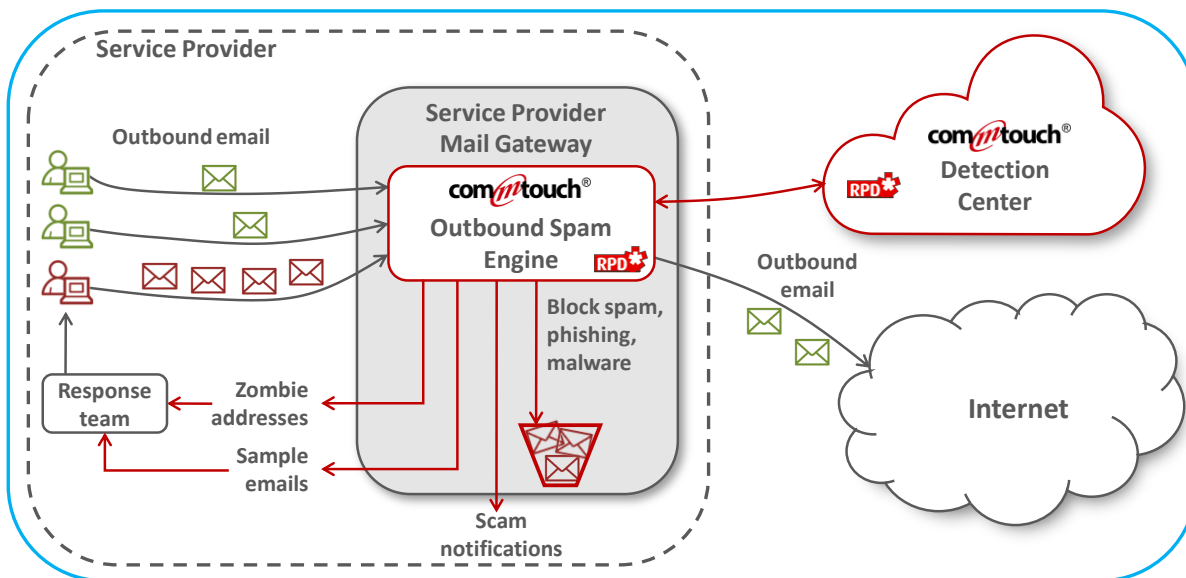 Service Provider
Outbound email
Service Provider
Mail Gateway
commtouch®
Outbound Spam
Engine
RPD
commtouch®
Detection
Center
RPD
Outbound
email
Block spam,
phishing,
malware
Internet
Response
team
Zombie
addresses
Sample
emails
Scam
notifications